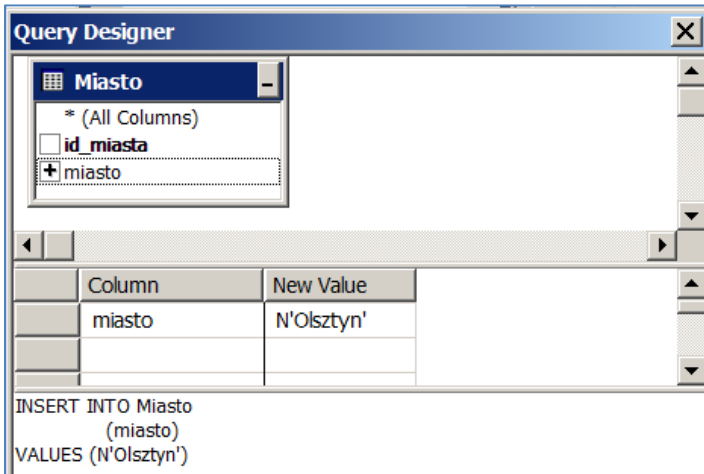 Query Designer
Miasto
* (All Columns)
id_miasta
miasto
Column New Value
miasto N'Olsztyn'
INSERT INTO Miasto
(miasto)
VALUES (N'Olsztyn')